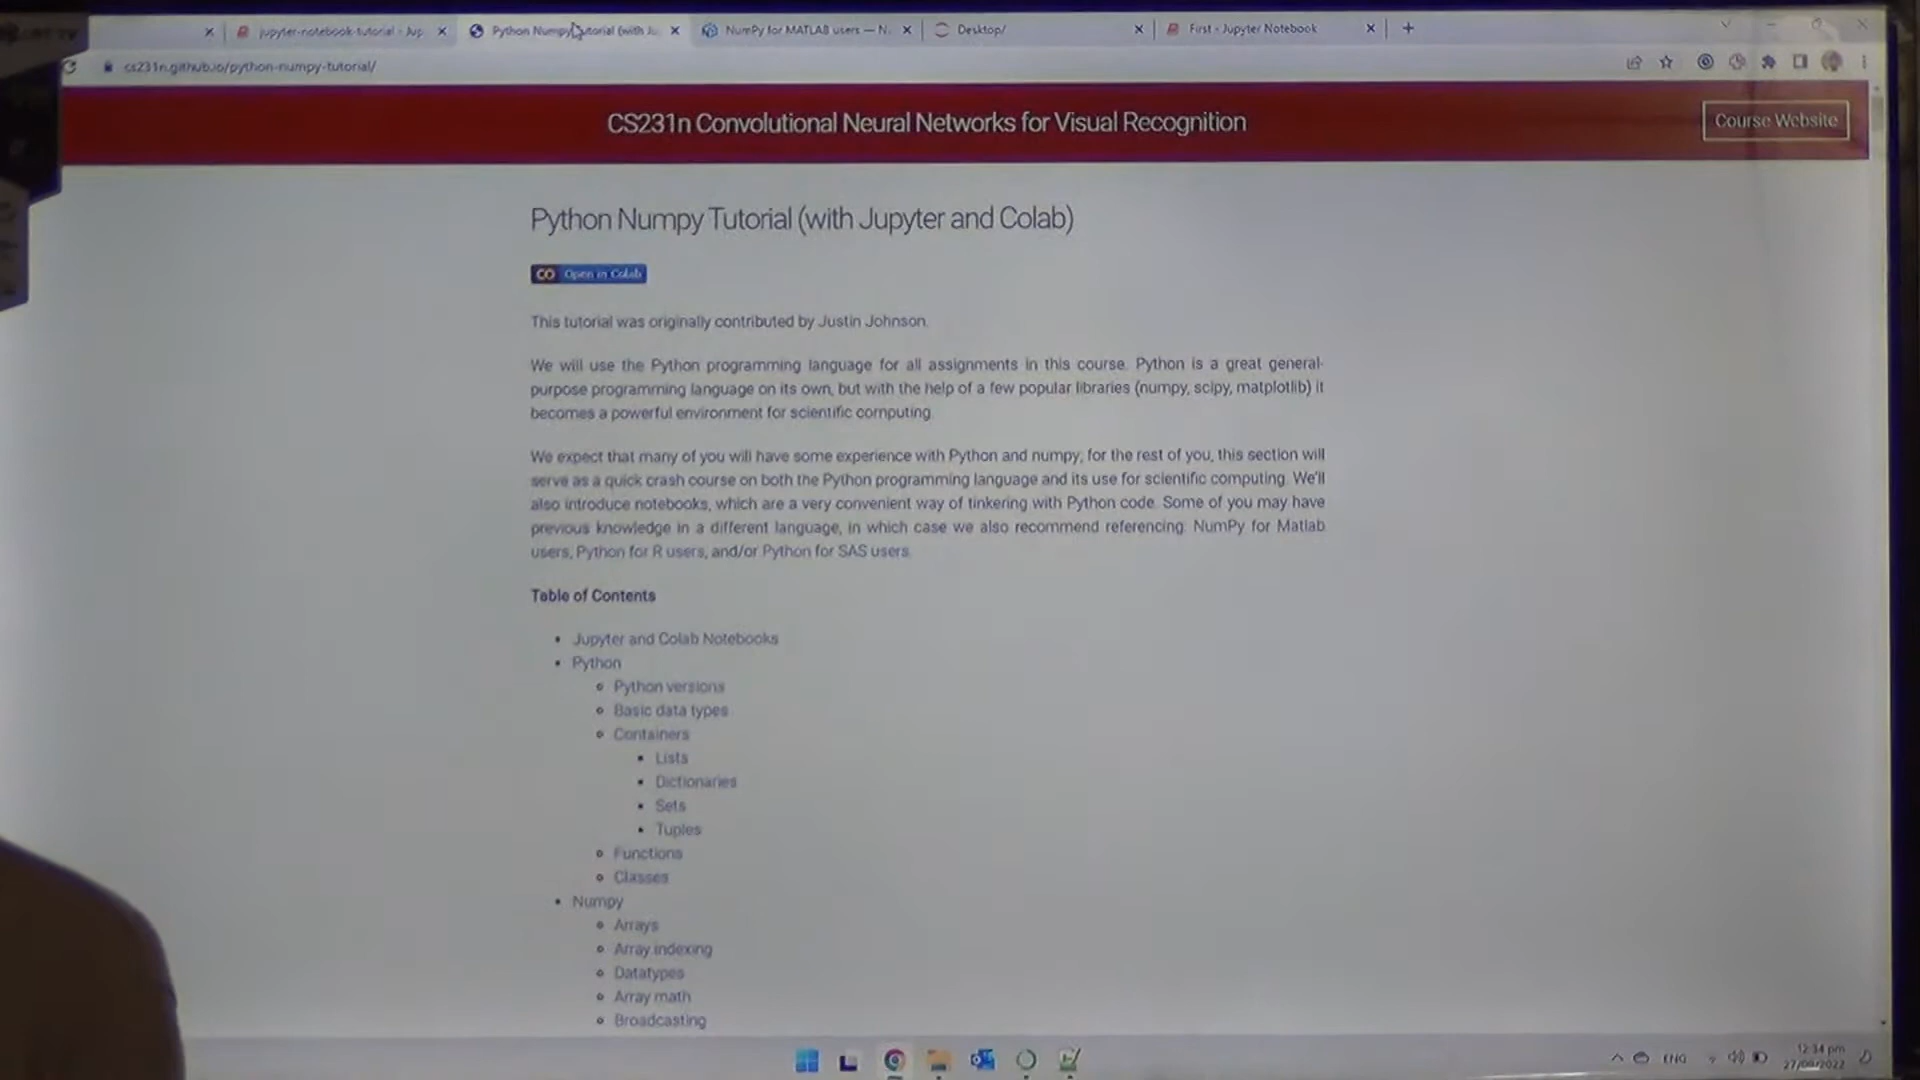 jupyter-notebook-tutorial - Jup
Python Numpy Tutorial (with Ju
NumPy for MATLAB users — N
Desktop/
First - Jupyter Notebook
cs231n.github.io/python-numpy-tutorial/
CS231n Convolutional Neural Networks for Visual Recognition
Course Website
Python Numpy Tutorial (with Jupyter and Colab)
CO Open in Colab
This tutorial was originally contributed by Justin Johnson.
We will use the Python programming language for all assignments in this course. Python is a great general-
purpose programming language on its own, but with the help of a few popular libraries (numpy, scipy, matplotlib) it
becomes a powerful environment for scientific computing.
We expect that many of you will have some experience with Python and numpy; for the rest of you, this section will
serve as a quick crash course on both the Python programming language and its use for scientific computing. We'll
also introduce notebooks, which are a very convenient way of tinkering with Python code. Some of you may have
previous knowledge in a different language, in which case we also recommend referencing: NumPy for Matlab
users, Python for R users, and/or Python for SAS users.
Table of Contents
• Jupyter and Colab Notebooks
• Python
Python versions
Basic data types
Containers
Lists
Dictionaries
Sets
Tuples
Functions
Classes
• Numpy
Arrays
Array indexing
Datatypes
Array math
Broadcasting
ENG
12:34 pm
27/09/2022